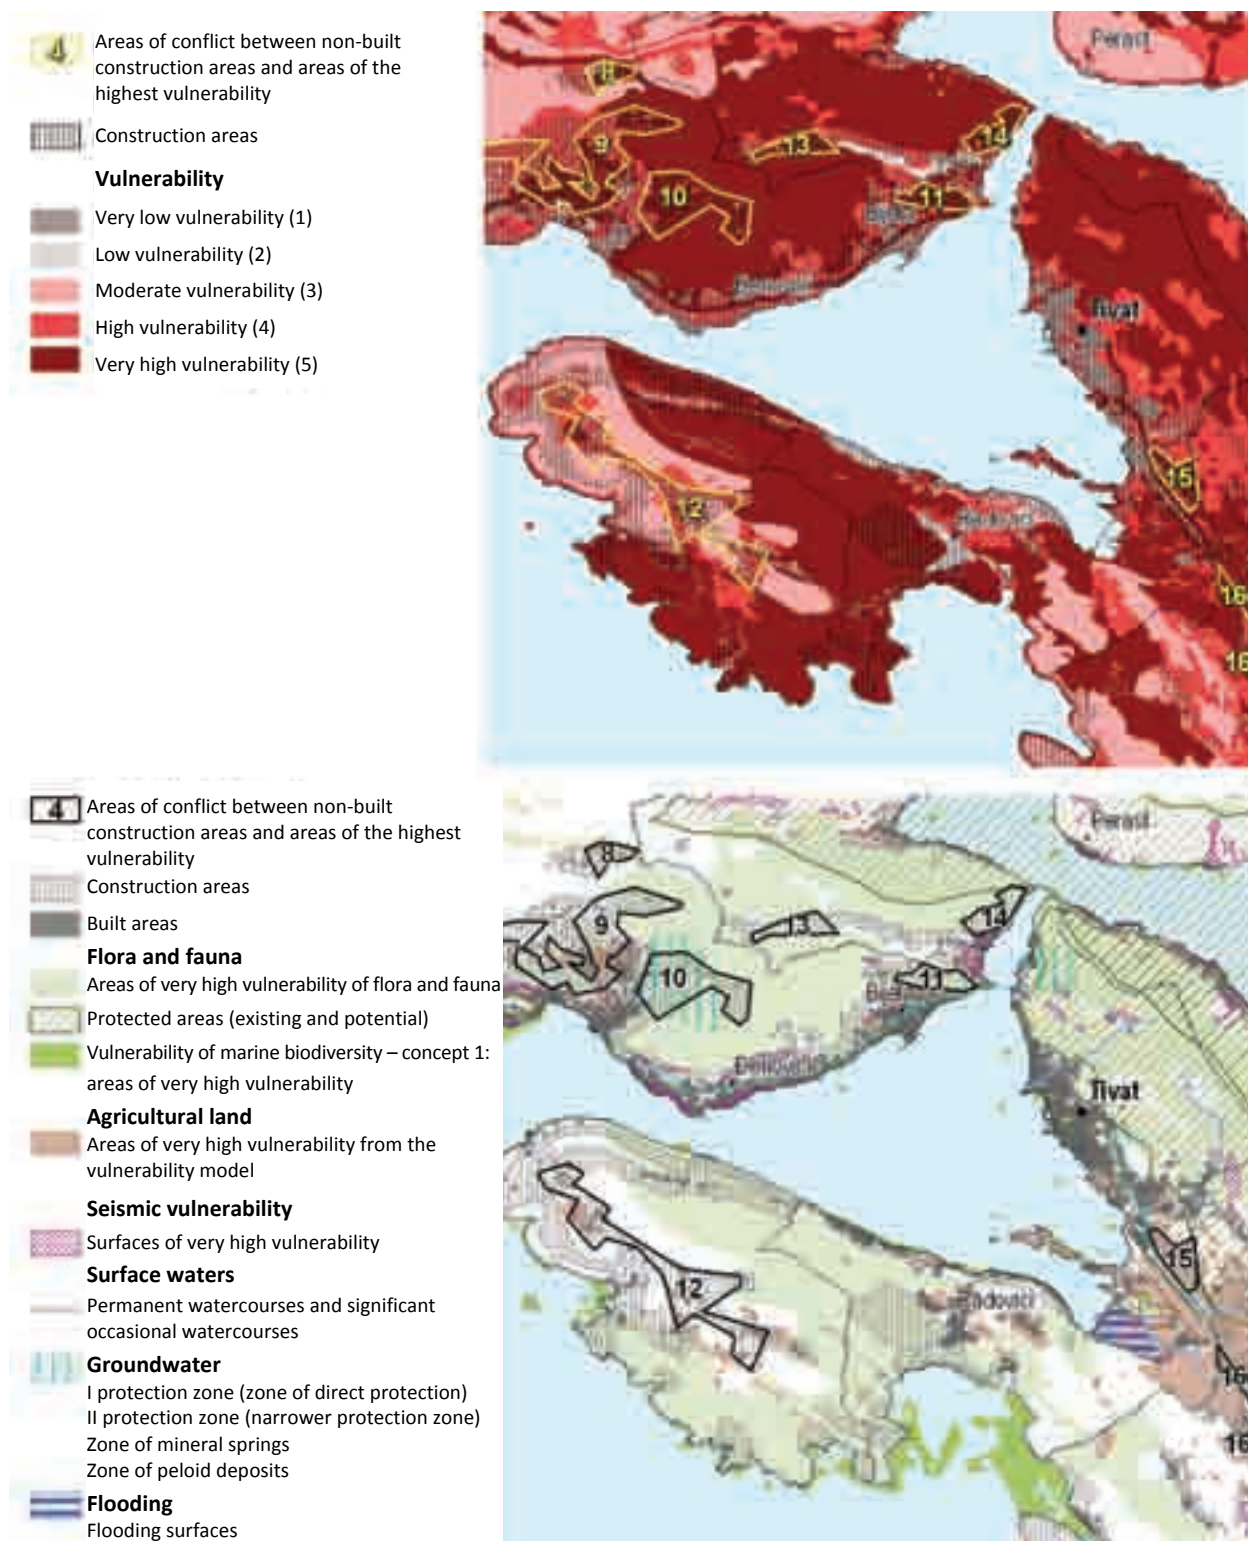 4
Areas of conflict between non-built
construction areas and areas of the
highest vulnerability
Construction areas
Vulnerability
Very low vulnerability (1)
Low vulnerability (2)
Moderate vulnerability (3)
High vulnerability (4)
Very high vulnerability (5)
Perast
8
9
13
14
10
11
Tivat
15
12
Radovici
16
16
4
Areas of conflict between non-built
construction areas and areas of the highest
vulnerability
Construction areas
Built areas
Flora and fauna
Areas of very high vulnerability of flora and fauna
Protected areas (existing and potential)
Vulnerability of marine biodiversity – concept 1:
areas of very high vulnerability
Agricultural land
Areas of very high vulnerability from the
vulnerability model
Seismic vulnerability
Surfaces of very high vulnerability
Surface waters
Permanent watercourses and significant
occasional watercourses
Groundwater
I protection zone (zone of direct protection)
II protection zone (narrower protection zone)
Zone of mineral springs
Zone of peloid deposits
Flooding
Flooding surfaces
Perast
8
9
13
14
10
11
Tivat
15
12
Radovici
16
16